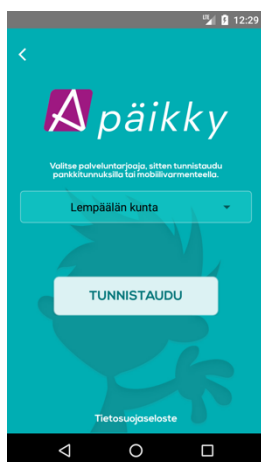 12:29
A päikky
Valitse palveluntarjoaja, sitten tunnistaudu
pankkitunnuksilla tai mobiilivarmenteella.
Lempäälän kunta
TUNNISTAUDU
Tietosuojaseloste